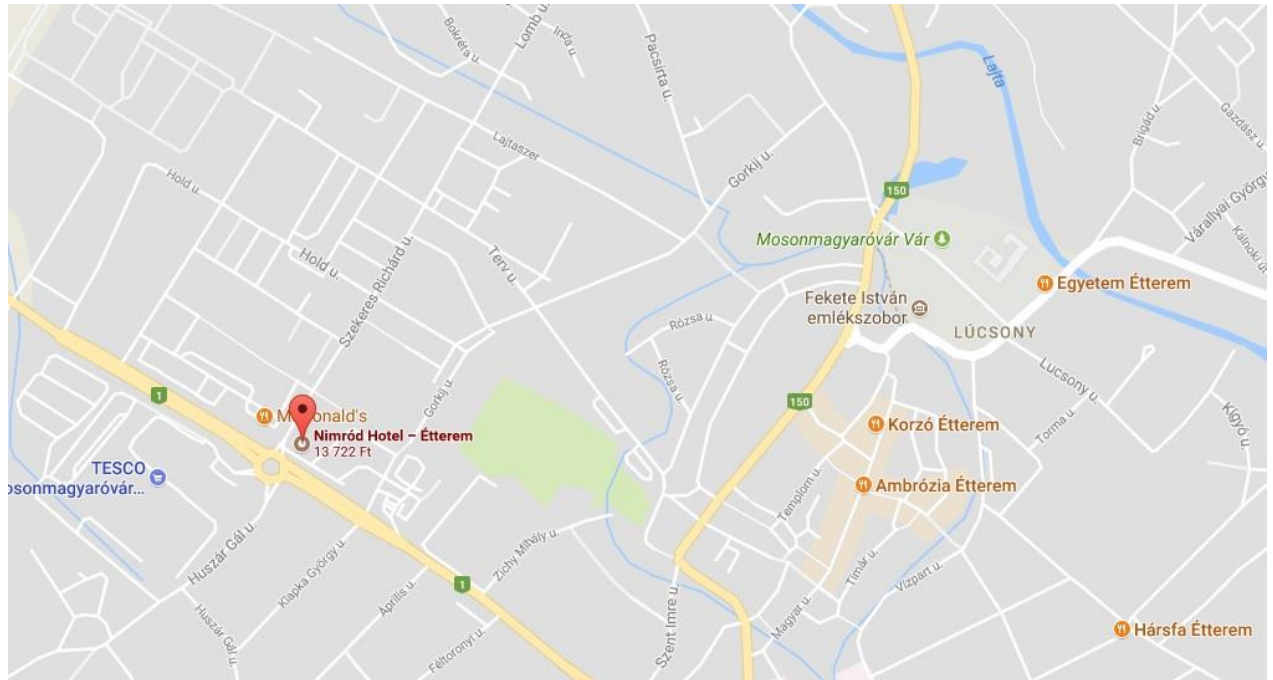 Bokréta u.
Lomb u.
Inda u.
Pacsirta u.
Lajta
Brigád u.
Gazdász u.
Lajtaszer
Gorkij u.
Hold u.
150
Várallyai György
Kálnoki út
Mosonmagyaróvár Vár
Hold u.
Szekeres Richárd u.
Terv u.
Egyetem Étterem
Fekete István
emlékszobor
Rózsa u.
LÚCSONY
Rózsa u.
Lucsony u.
Gorkij u.
1
150
McDonald's
Kígyó u.
Torma u.
Korzó Étterem
Nimród Hotel – Étterem
13 722 Ft
TESCO
osonmagyaróvár...
Ambrózia Étterem
Templom u.
Huszár Gál u.
Zichy Mihály u.
Tímár u.
Vízpart u.
Klapka György u.
Április u.
1
Magyar u.
Szent Imre u.
Huszár Gál u.
Féltoronyi u.
Hársfa Étterem